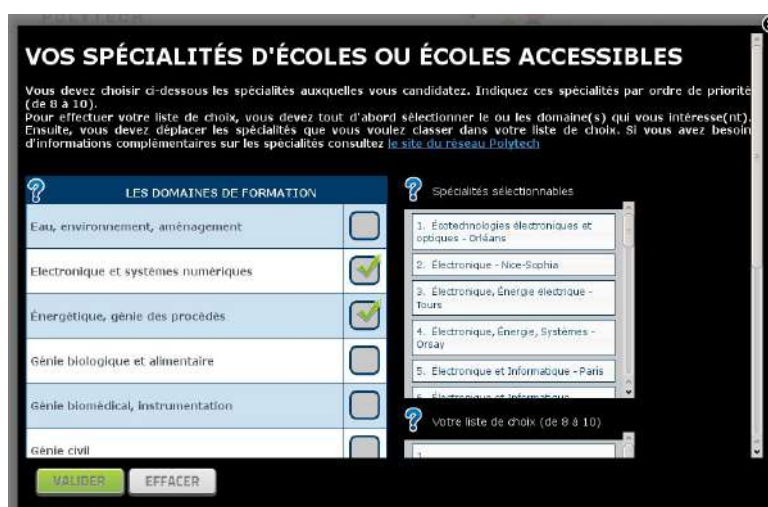 VOS SPÉCIALITÉS D'ÉCOLES OU ÉCOLES ACCESSIBLES
Vous devez choisir ci-dessous les spécialités auxquelles vous candidatez. Indiquez ces spécialités par ordre de priorité
(de 8 à 10).
Pour effectuer votre liste de choix, vous devez tout d'abord sélectionner le ou les domaine(s) qui vous intéresse(nt).
Ensuite, vous devez déplacer les spécialités que vous voulez classer dans votre liste de choix. Si vous avez besoin
d'informations complémentaires sur les spécialités consultez le site du réseau Polytech
LES DOMAINES DE FORMATION
Eau, environnement, aménagement
Electronique et systèmes numériques
Énergétique, génie des procédés
Génie biologique et alimentaire
Génie biomédical, instrumentation
Génie civil
Spécialités sélectionnables
1. Écotechnologies électroniques et
optiques - Orléans
2. Électronique - Nice-Sophia
3. Électronique, Énergie électrique -
Tours
4. Électronique, Énergie, Systèmes -
Orsay
5. Électronique et Informatique - Paris
6. Électronique et Informatique
Votre liste de choix (de 8 à 10)
1.
VALIDER
EFFACER